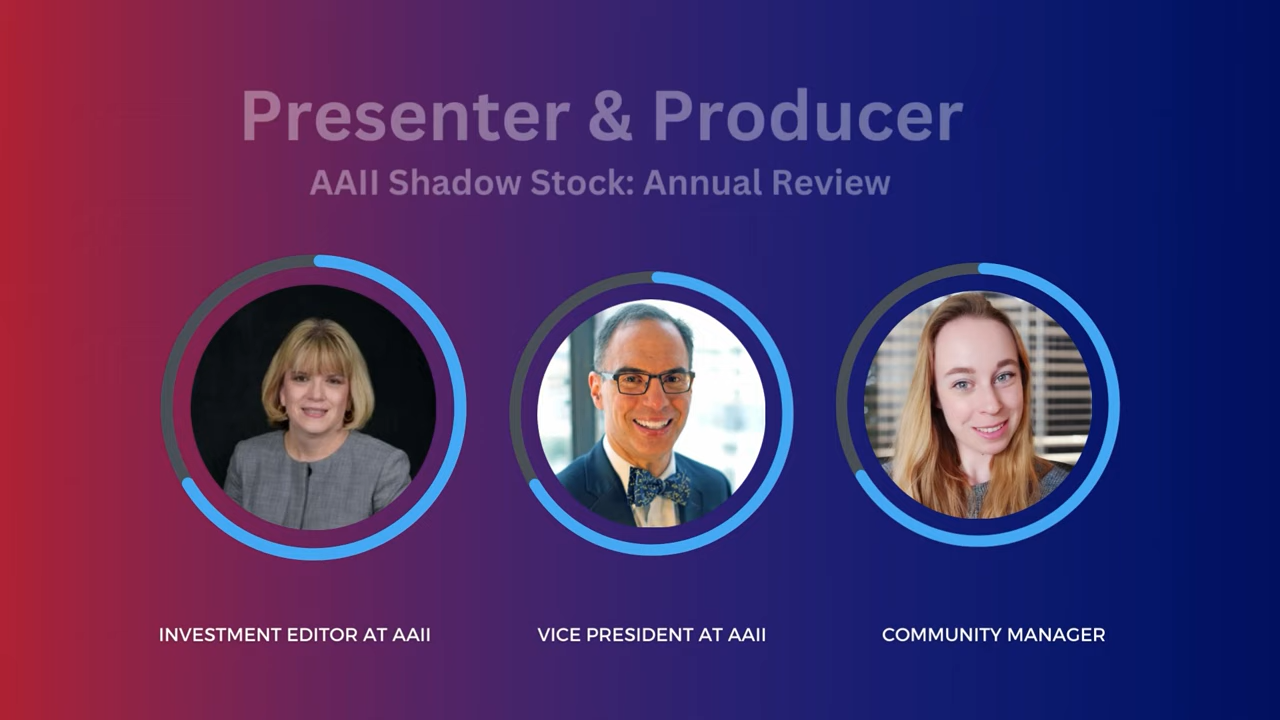 Presenter & Producer
AAII Shadow Stock: Annual Review
INVESTMENT EDITOR AT AAII
VICE PRESIDENT AT AAII
COMMUNITY MANAGER